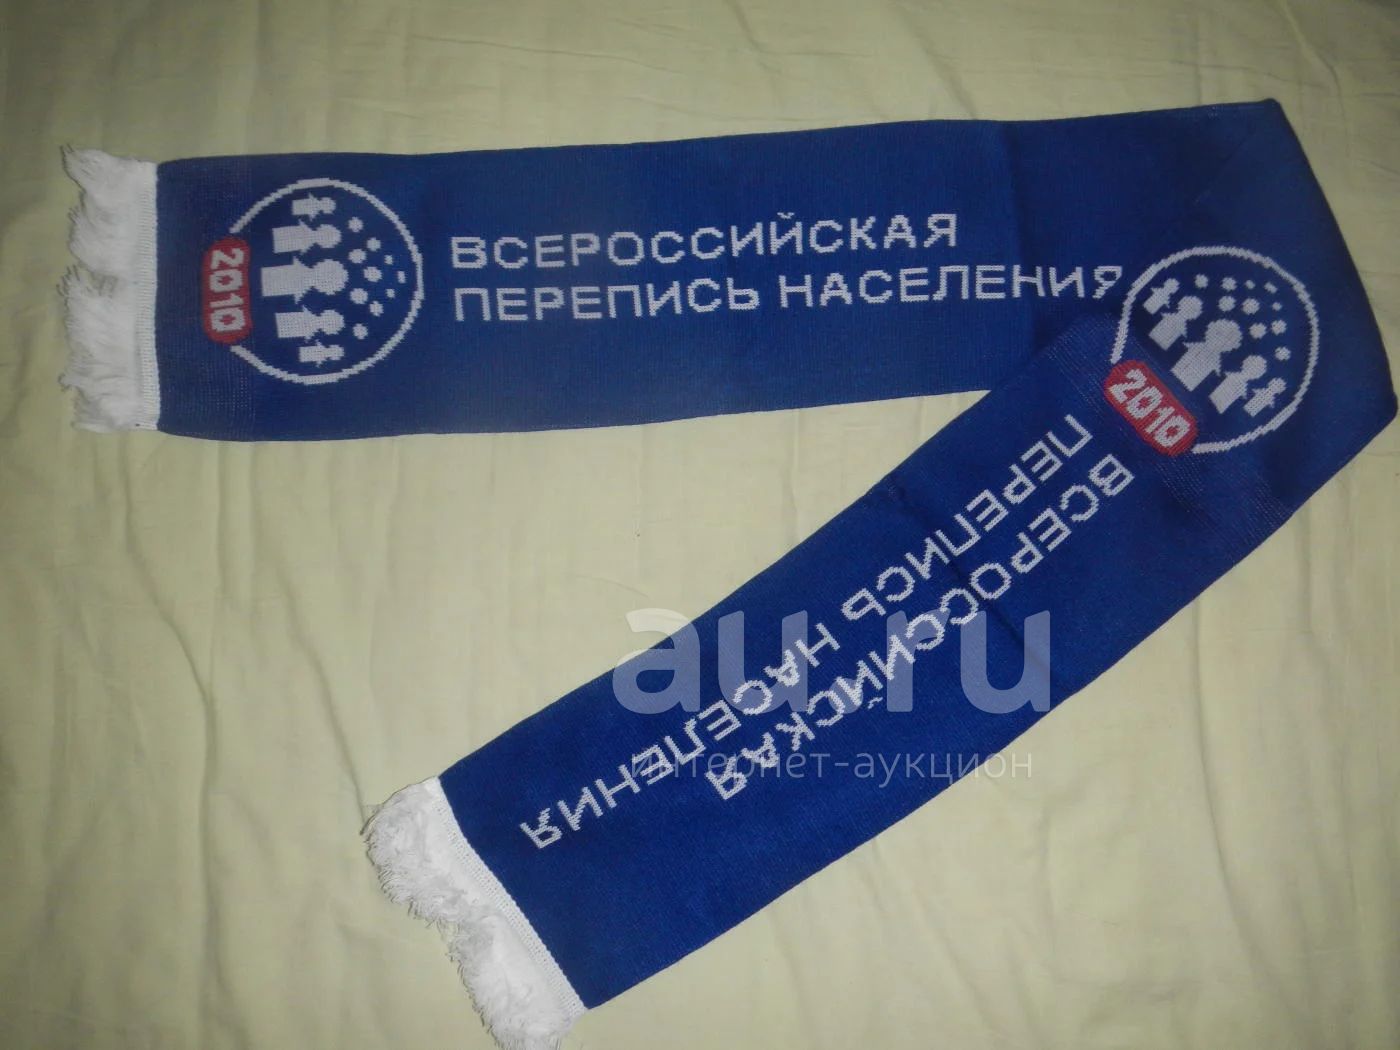 2010
ВСЕРОССИЙСКАЯ
ПЕРЕПИСЬ НАСЕЛЕНИЯ
2010
ВСЕРОССИЙСКАЯ
ПЕРЕПИСЬ НАСЕЛЕНИЯ
au.ru
интернет-аукцион